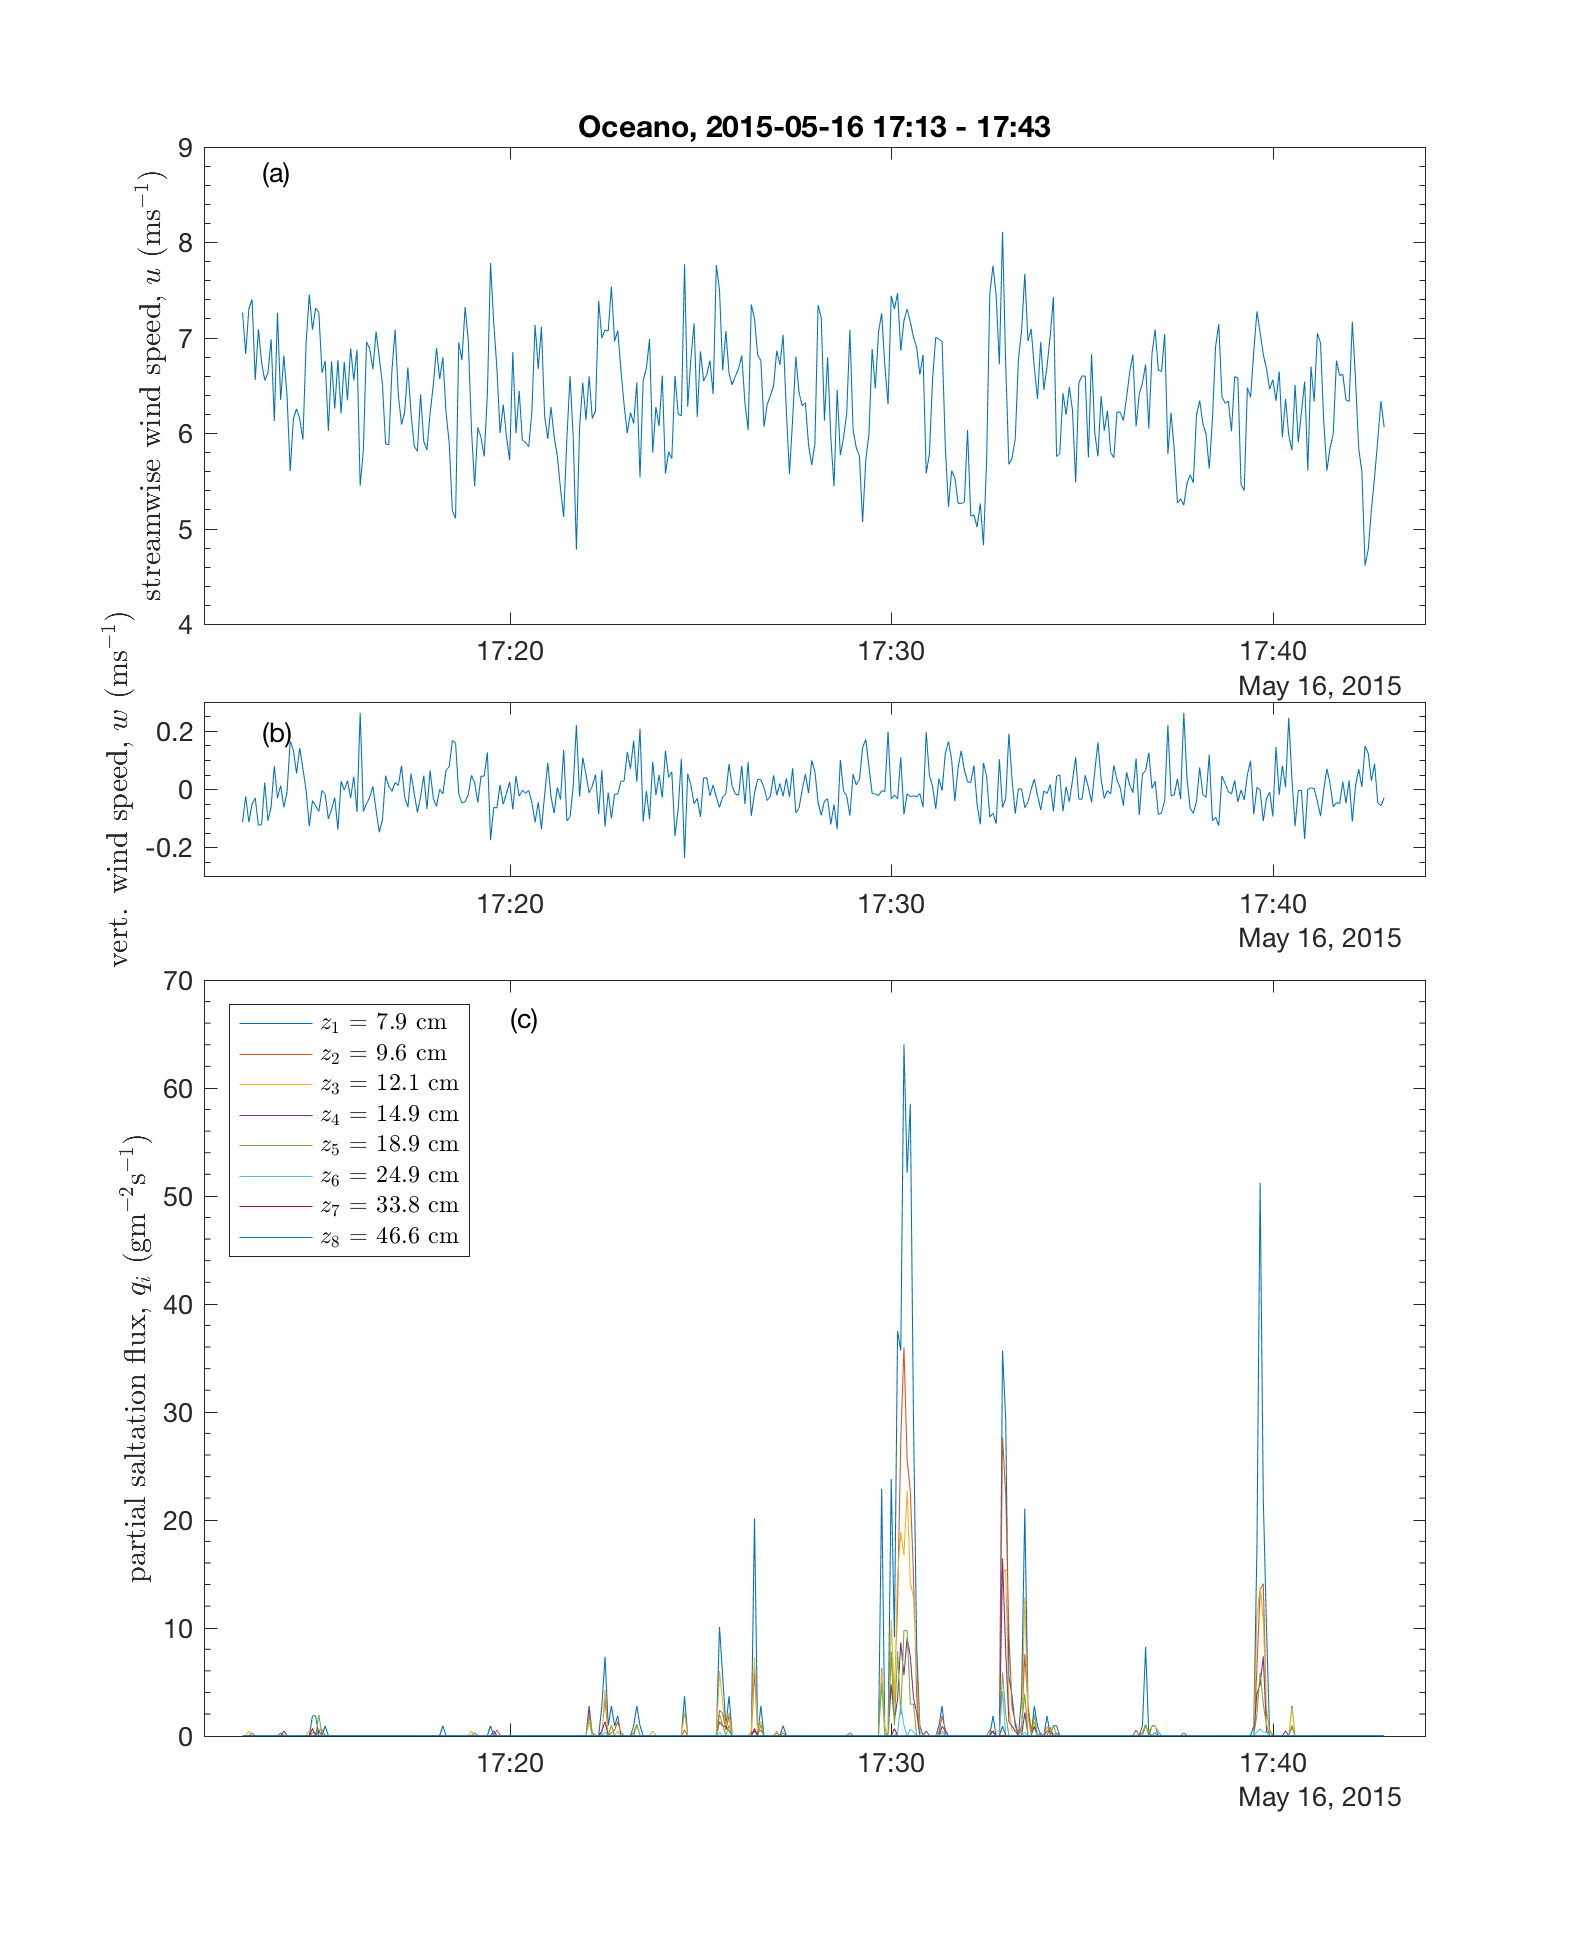 Oceano, 2015-05-16 17:13 - 17:43
(a)
streamwise wind speed, u (ms⁻¹)
9
8
7
6
5
4
17:20 17:30 17:40
May 16, 2015
(b)
vert. wind speed, w (ms⁻¹)
0.2
0
-0.2
17:20 17:30 17:40
May 16, 2015
(c)
partial saltation flux, qᵢ (gm⁻²s⁻¹)
70
60
50
40
30
20
10
0
z₁ = 7.9 cm
z₂ = 9.6 cm
z₃ = 12.1 cm
z₄ = 14.9 cm
z₅ = 18.9 cm
z₆ = 24.9 cm
z₇ = 33.8 cm
z₈ = 46.6 cm
17:20 17:30 17:40
May 16, 2015